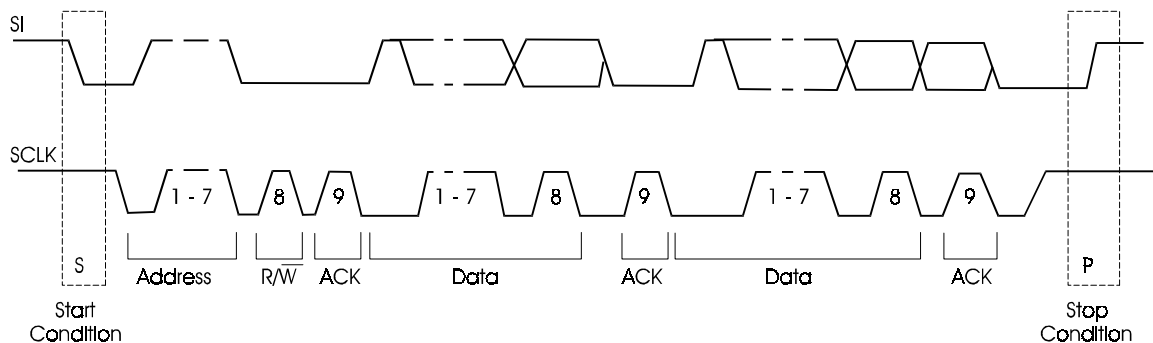 SI
SCLK
1 - 7
8
9
1 - 7
8
9
1 - 7
8
9
S
Address
R/W̅
ACK
Data
ACK
Data
ACK
P
Start
Condition
Stop
Condition